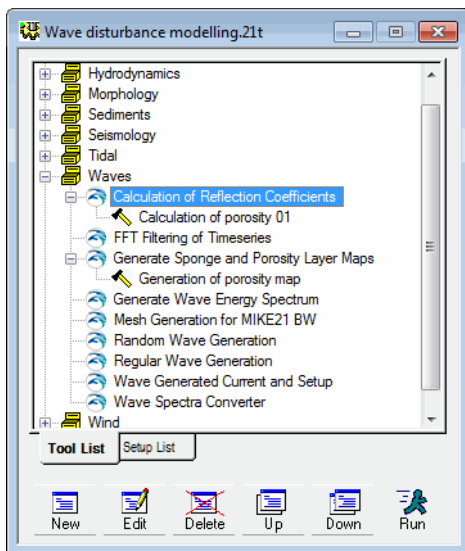 Wave disturbance modelling.21t
Hydrodynamics
Morphology
Sediments
Seismology
Tidal
Waves
Calculation of Reflection Coefficients
Calculation of porosity 01
FFT Filtering of Timeseries
Generate Sponge and Porosity Layer Maps
Generation of porosity map
Generate Wave Energy Spectrum
Mesh Generation for MIKE21 BW
Random Wave Generation
Regular Wave Generation
Wave Generated Current and Setup
Wave Spectra Converter
Wind
Tool List Setup List
New Edit Delete Up Down Run